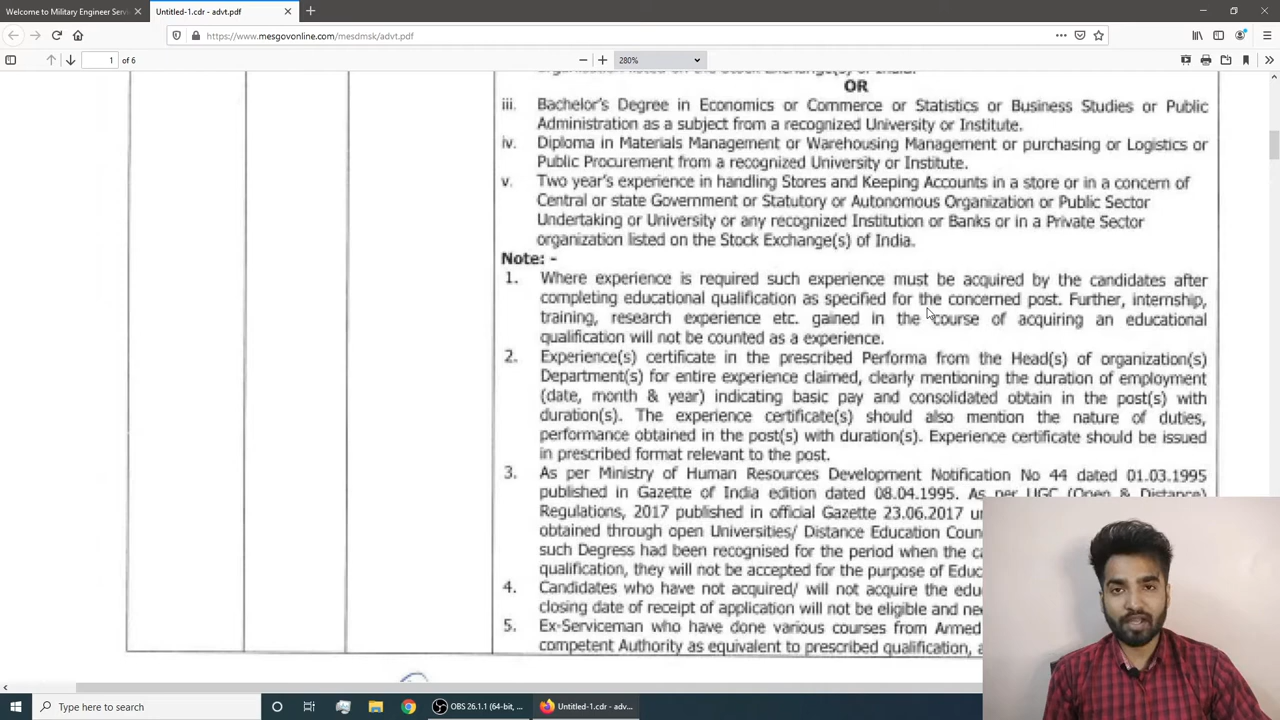 Welcome to Military Engineer Serv
Untitled-1.cdr - advt.pdf
https://www.mesgovonline.com/mesdmsk/advt.pdf
1 of 6
280%
organization listed on the Stock Exchange(s) of India.
OR
iii. Bachelor's Degree in Economics or Commerce or Statistics or Business Studies or Public
Administration as a subject from a recognized University or Institute.
iv. Diploma in Materials Management or Warehousing Management or purchasing or Logistics or
Public Procurement from a recognized University or Institute.
v. Two year's experience in handling Stores and Keeping Accounts in a store or in a concern of
Central or state Government or Statutory or Autonomous Organization or Public Sector
Undertaking or University or any recognized Institution or Banks or in a Private Sector
organization listed on the Stock Exchange(s) of India.
Note: -
1. Where experience is required such experience must be acquired by the candidates after
completing educational qualification as specified for the concerned post. Further, internship,
training, research experience etc. gained in the course of acquiring an educational
qualification will not be counted as a experience.
2. Experience(s) certificate in the prescribed Performa from the Head(s) of organization(s)
Department(s) for entire experience claimed, clearly mentioning the duration of employment
(date, month & year) indicating basic pay and consolidated obtain in the post(s) with
duration(s). The experience certificate(s) should also mention the nature of duties,
performance obtained in the post(s) with duration(s). Experience certificate should be issued
in prescribed format relevant to the post.
3. As per Ministry of Human Resources Development Notification No 44 dated 01.03.1995
published in Gazette of India edition dated 08.04.1995. As per UGC (Open & Distance)
Regulations, 2017 published in official Gazette 23.06.2017 u
obtained through open Universities/ Distance Education Coun
such Degress had been recognised for the period when the ca
qualification, they will not be accepted for the purpose of Educ
4. Candidates who have not acquired/ will not acquire the edu
closing date of receipt of application will not be eligible and ne
5. Ex-Serviceman who have done various courses from Armed
competent Authority as equivalent to prescribed qualification, a
Type here to search
OBS 26.1.1 (64-bit, ...
Untitled-1.cdr - adv...